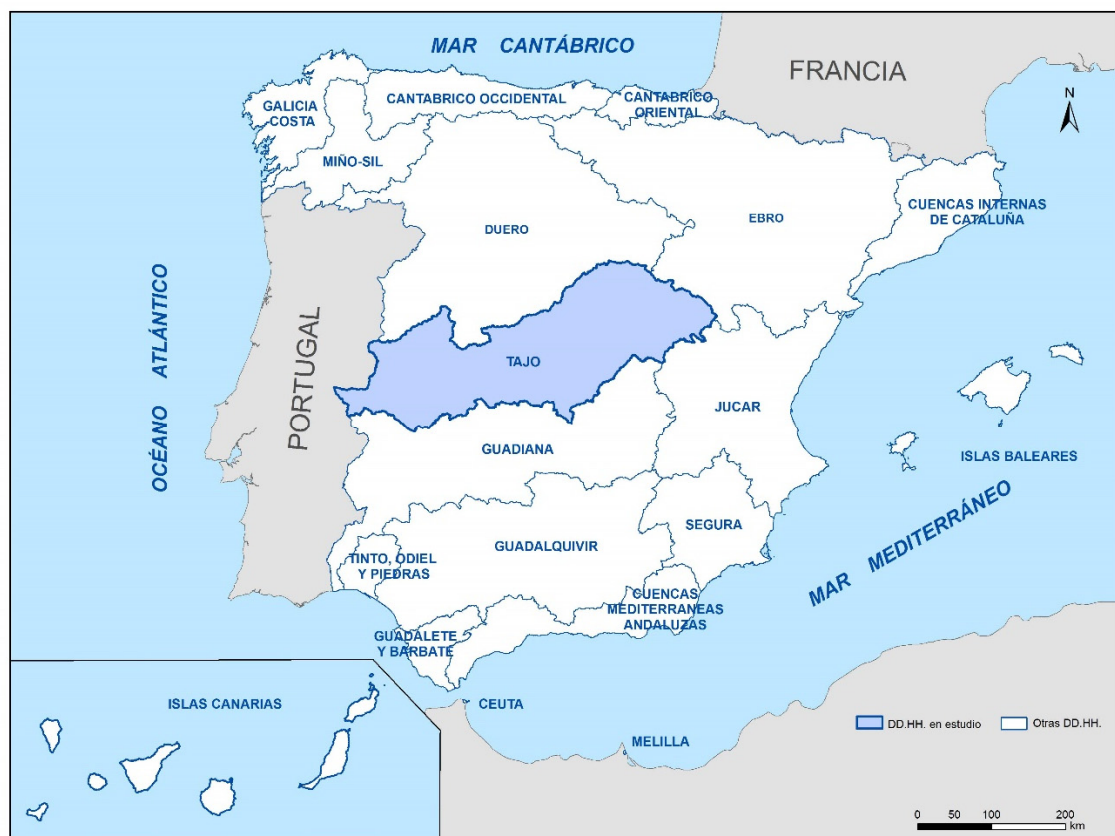 MAR CANTÁBRICO
FRANCIA
N
GALICIA
COSTA
CANTABRICO OCCIDENTAL
CANTABRICO
ORIENTAL
MIÑO-SIL
CUENCAS INTERNAS
DE CATALUÑA
DUERO
EBRO
OCÉANO ATLÁNTICO
PORTUGAL
TAJO
JUCAR
GUADIANA
ISLAS BALEARES
SEGURA
GUADALQUIVIR
TINTO, ODIEL
Y PIEDRAS
MAR MEDITERRÁNEO
CUENCAS
MEDITERRANEAS
ANDALUZAS
GUADALETE
Y BARBATE
ISLAS CANARIAS
CEUTA
MELILLA
DD.HH. en estudio
Otras DD.HH.
0 50 100 200
km